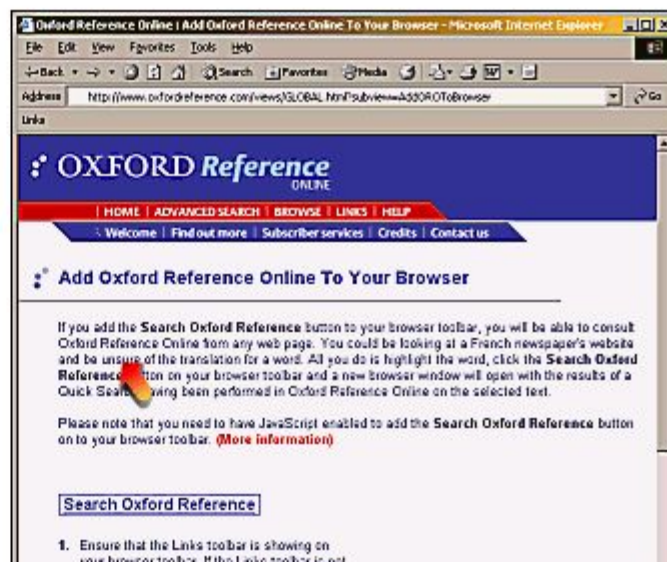 Oxford Reference Online | Add Oxford Reference Online To Your Browser - Microsoft Internet Explorer
File Edit View Favorites Tools Help
Back Search Favorites Media
Address http://www.oxfordreference.com/views/GLOBAL.html?subview=AddOROToBrowser Go
Links
OXFORD Reference
ONLINE
| HOME | ADVANCED SEARCH | BROWSE | LINKS | HELP
Welcome | Find out more | Subscriber services | Credits | Contact us
Add Oxford Reference Online To Your Browser
If you add the Search Oxford Reference button to your browser toolbar, you will be able to consult
Oxford Reference Online from any web page. You could be looking at a French newspaper's website
and be unsure of the translation for a word. All you do is highlight the word, click the Search Oxford
Reference on your browser toolbar and a new browser window will open with the results of a
Quick having been performed in Oxford Reference Online on the selected text.
Please note that you need to have JavaScript enabled to add the Search Oxford Reference button
on to your browser toolbar. (More information)
Search Oxford Reference
1. Ensure that the Links toolbar is showing on
your browser toolbar. If the Links toolbar is not